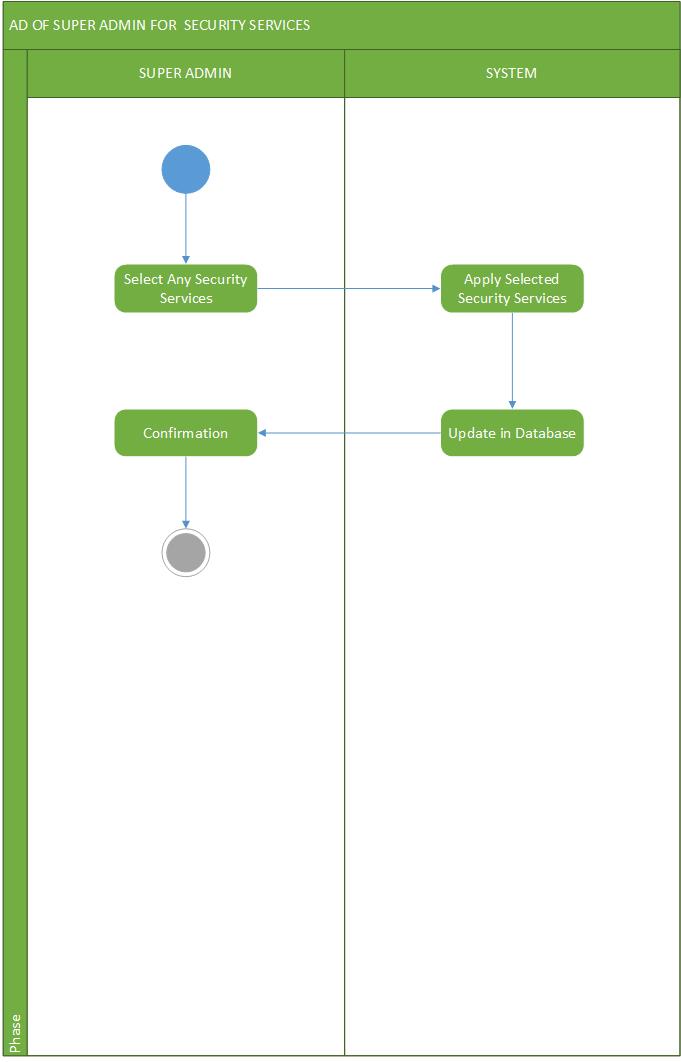 AD OF SUPER ADMIN FOR  SECURITY SERVICES
SUPER ADMIN
SYSTEM
Select Any Security
Services
Apply Selected
Security Services
Confirmation
Update in Database
Phase